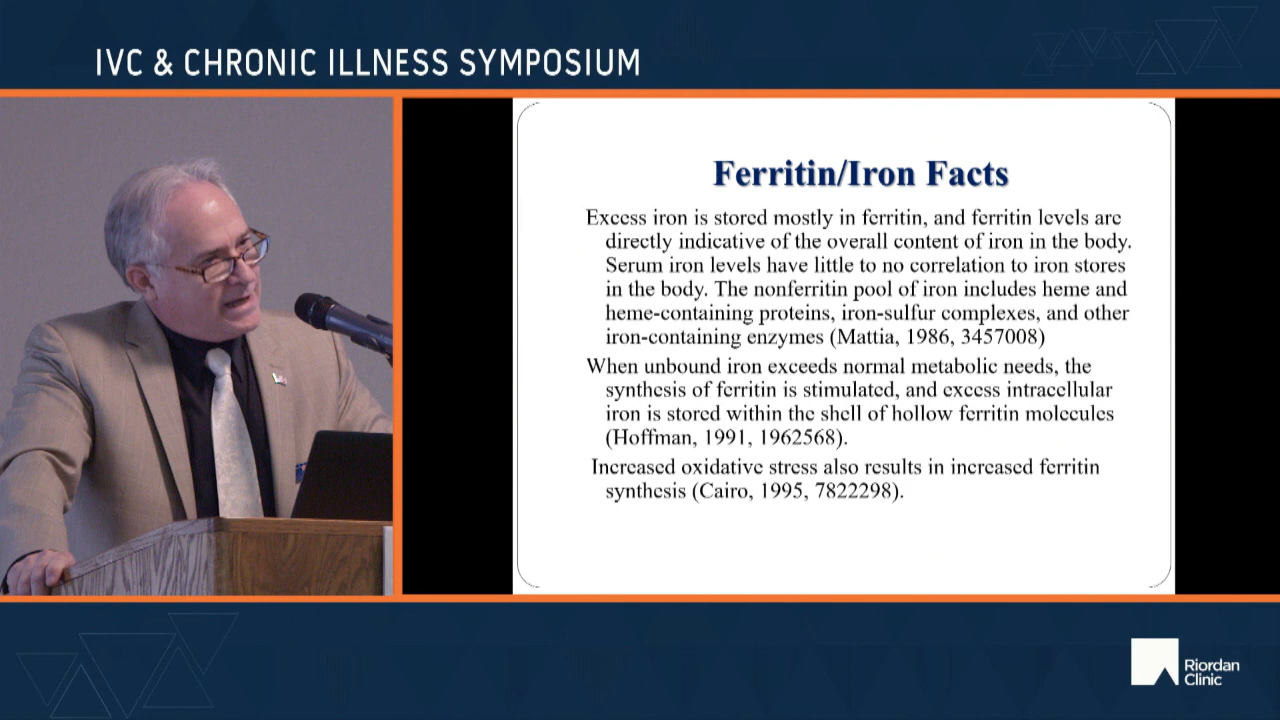 IVC & CHRONIC ILLNESS SYMPOSIUM
Ferritin/Iron Facts
Excess iron is stored mostly in ferritin, and ferritin levels are
directly indicative of the overall content of iron in the body.
Serum iron levels have little to no correlation to iron stores
in the body. The nonferritin pool of iron includes heme and
heme-containing proteins, iron-sulfur complexes, and other
iron-containing enzymes (Mattia, 1986, 3457008)
When unbound iron exceeds normal metabolic needs, the
synthesis of ferritin is stimulated, and excess intracellular
iron is stored within the shell of hollow ferritin molecules
(Hoffman, 1991, 1962568).
Increased oxidative stress also results in increased ferritin
synthesis (Cairo, 1995, 7822298).
Riordan
Clinic